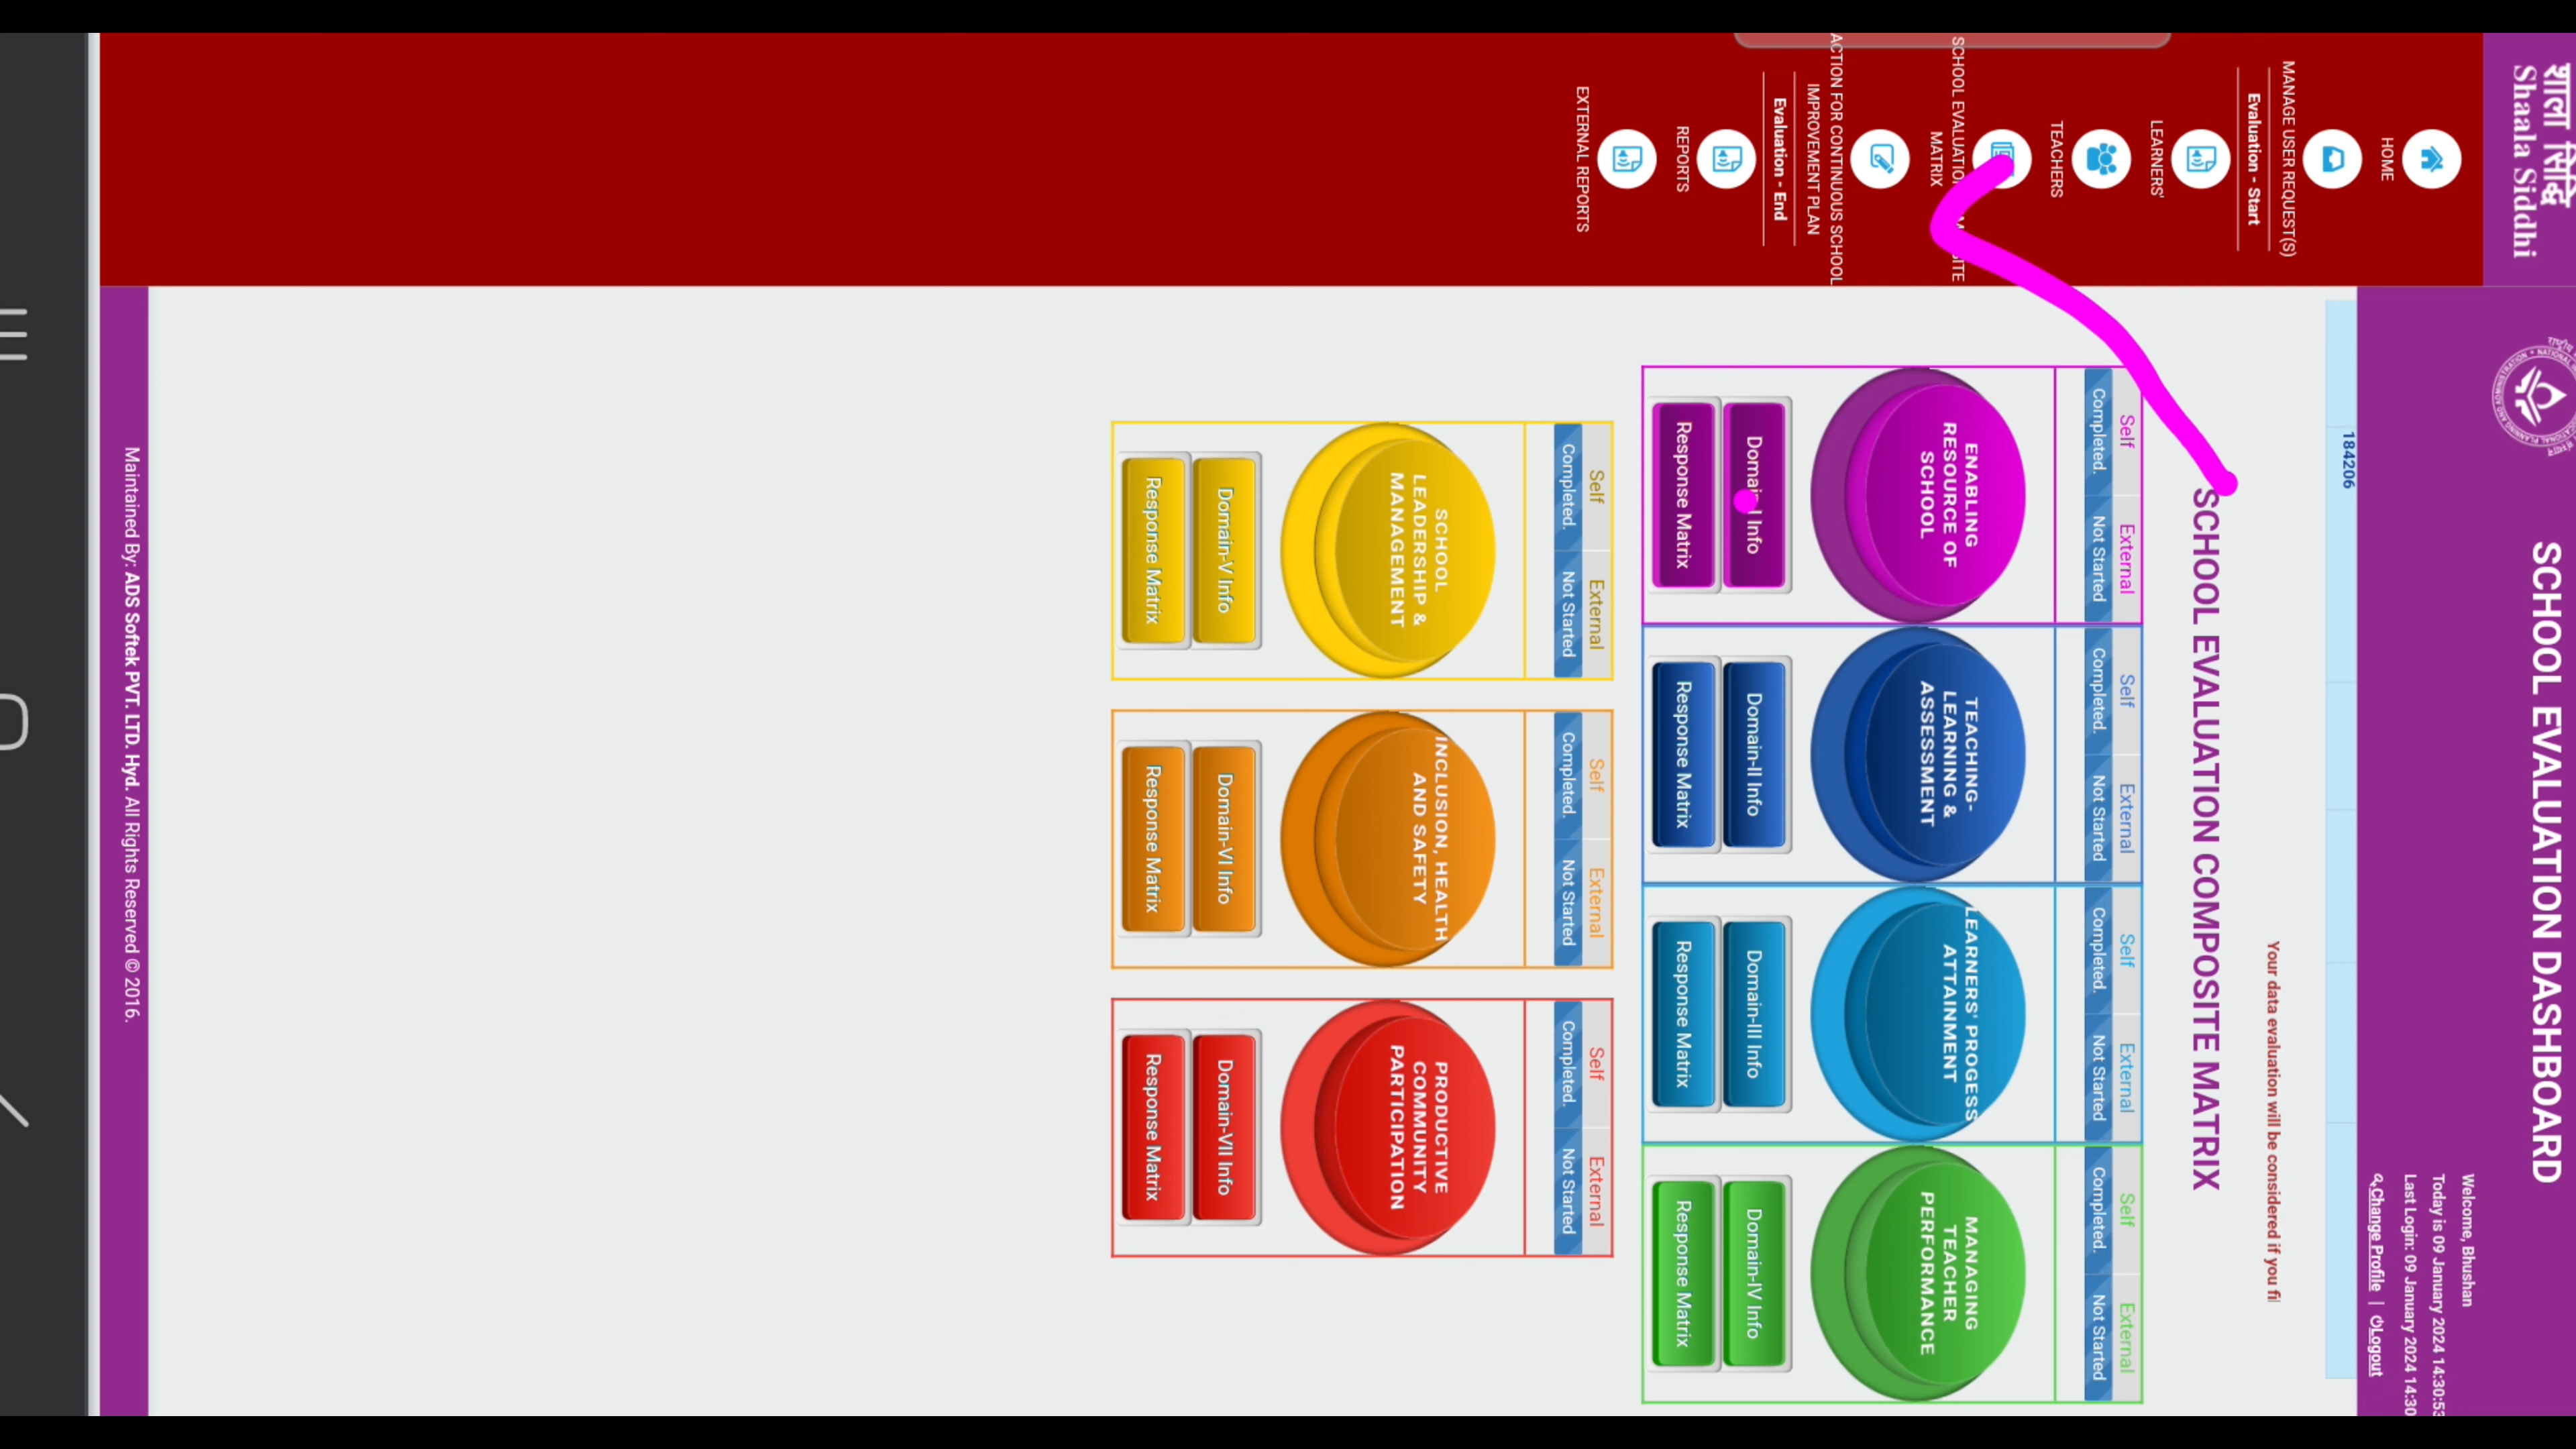 शाला सिद्धि
Shaala Siddhi
SCHOOL EVALUATION DASHBOARD
Welcome, Bhushan
Today is 09 January 2024 14:30:53
Last Login: 09 January 2024 14:30
Change Profile | Logout
184206
Your data evaluation will be considered if you fi
HOME
MANAGE USER REQUEST(S)
Evaluation - Start
LEARNERS'
TEACHERS
SCHOOL EVALUATION
MATRIX
ACTION FOR CONTINUOUS SCHOOL
IMPROVEMENT PLAN
Evaluation - End
REPORTS
EXTERNAL REPORTS
SCHOOL EVALUATION COMPOSITE MATRIX
Self External
Completed. Not Started
ENABLING
RESOURCE OF
SCHOOL
Info
Response Matrix
Self External
Completed. Not Started
TEACHING-
LEARNING &
ASSESSMENT
Domain-II Info
Response Matrix
Self External
Completed. Not Started
LEARNERS' PROGESS
ATTAINMENT
Domain-III Info
Response Matrix
Self External
Completed. Not Started
MANAGING
TEACHER
PERFORMANCE
Domain-IV Info
Response Matrix
Self External
Completed. Not Started
SCHOOL
LEADERSHIP &
MANAGEMENT
Domain-V Info
Response Matrix
Self External
Completed. Not Started
INCLUSION, HEALTH
AND SAFETY
Domain-VI Info
Response Matrix
Self External
Completed. Not Started
PRODUCTIVE
COMMUNITY
PARTICIPATION
Domain-VII Info
Response Matrix
Maintained By: ADS Softek PVT. LTD. Hyd. All Rights Reserved © 2016.